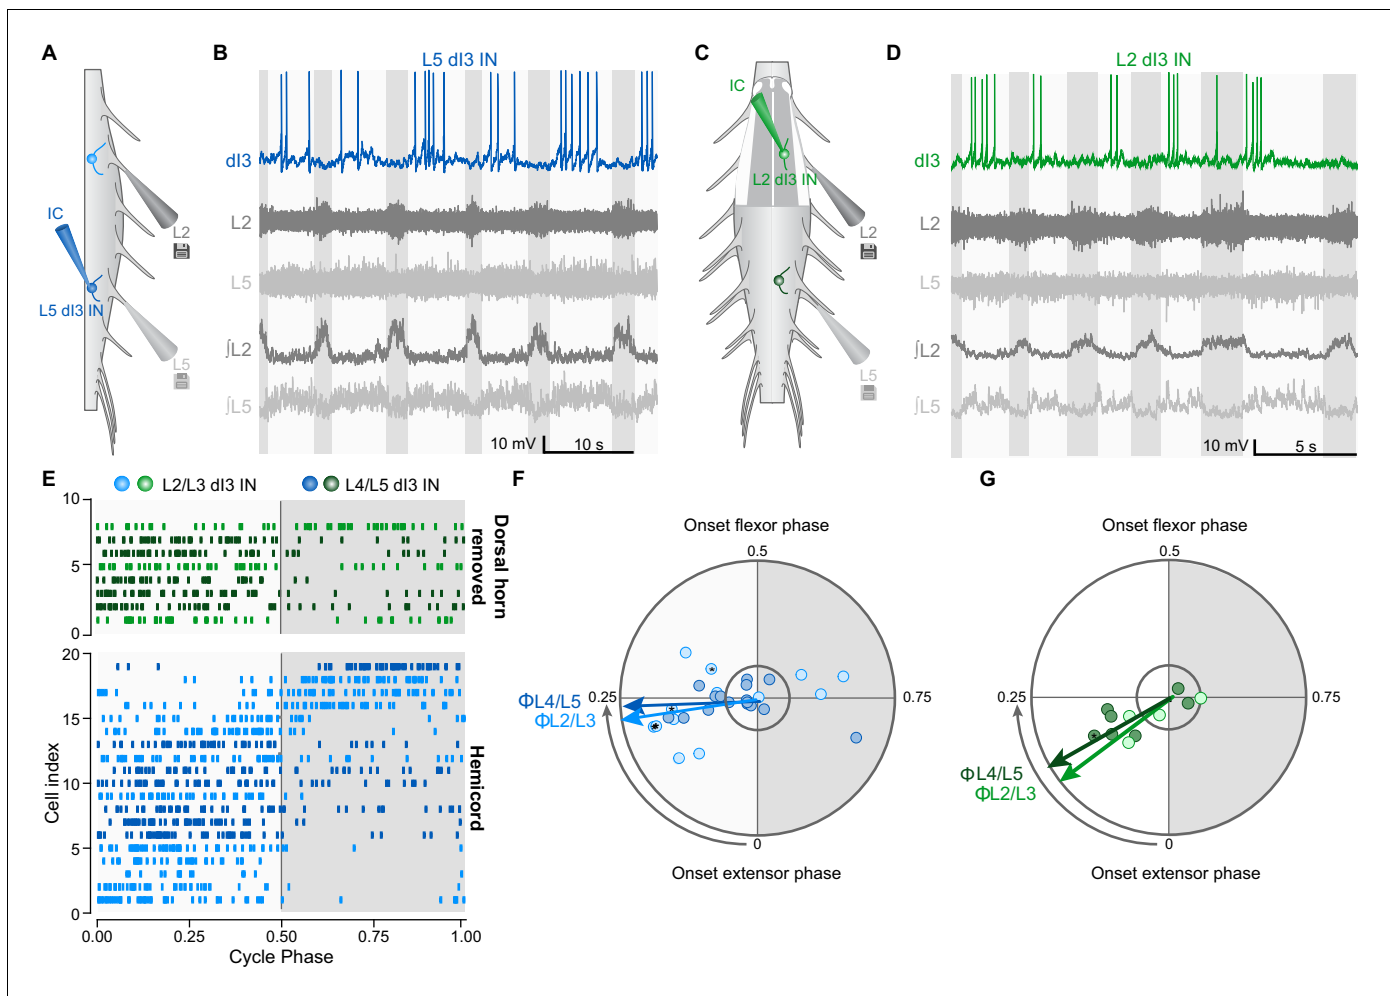 A
B
L5 dI3 IN
C
D
L2 dI3 IN
IC
L2
L5 dI3 IN
L5
dI3
L2
L5
∫L2
∫L5
10 mV
10 s
IC
L2 dI3 IN
L2
L5
dI3
L2
L5
∫L2
∫L5
10 mV
5 s
E
L2/L3 dI3 IN
L4/L5 dI3 IN
10
5
0
Dorsal horn
removed
20
15
10
5
0
Hemicord
Cell index
0.00
0.25
0.50
0.75
1.00
Cycle Phase
F
Onset flexor phase
0.5
0.25
0.75
ΦL4/L5
ΦL2/L3
0
Onset extensor phase
G
Onset flexor phase
0.5
0.25
0.75
ΦL4/L5
ΦL2/L3
0
Onset extensor phase